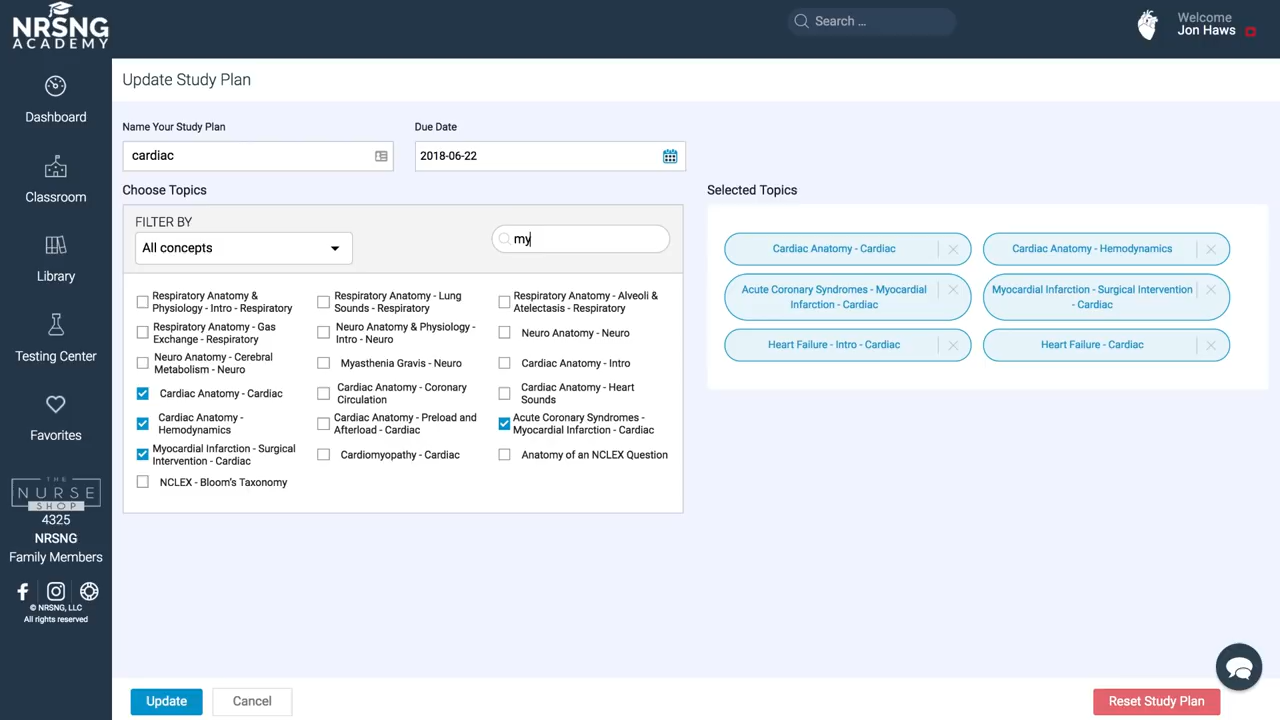 NRSNG
ACADEMY
Search ...
Welcome
Jon Haws
Dashboard
Classroom
Library
Testing Center
Favorites
THE
NURSE
SHOP
4325
NRSNG
Family Members
© NRSNG, LLC
All rights reserved
Update Study Plan
Name Your Study Plan
cardiac
Due Date
2018-06-22
Choose Topics
FILTER BY
All concepts
my
Respiratory Anatomy &
Physiology - Intro - Respiratory
Respiratory Anatomy - Lung
Sounds - Respiratory
Respiratory Anatomy - Alveoli &
Atelectasis - Respiratory
Respiratory Anatomy - Gas
Exchange - Respiratory
Neuro Anatomy & Physiology -
Intro - Neuro
Neuro Anatomy - Neuro
Neuro Anatomy - Cerebral
Metabolism - Neuro
Myasthenia Gravis - Neuro
Cardiac Anatomy - Intro
Cardiac Anatomy - Cardiac
Cardiac Anatomy - Coronary
Circulation
Cardiac Anatomy - Heart
Sounds
Cardiac Anatomy -
Hemodynamics
Cardiac Anatomy - Preload and
Afterload - Cardiac
Acute Coronary Syndromes -
Myocardial Infarction - Cardiac
Myocardial Infarction - Surgical
Intervention - Cardiac
Cardiomyopathy - Cardiac
Anatomy of an NCLEX Question
NCLEX - Bloom's Taxonomy
Selected Topics
Cardiac Anatomy - Cardiac
Cardiac Anatomy - Hemodynamics
Acute Coronary Syndromes - Myocardial
Infarction - Cardiac
Myocardial Infarction - Surgical Intervention
- Cardiac
Heart Failure - Intro - Cardiac
Heart Failure - Cardiac
Update
Cancel
Reset Study Plan